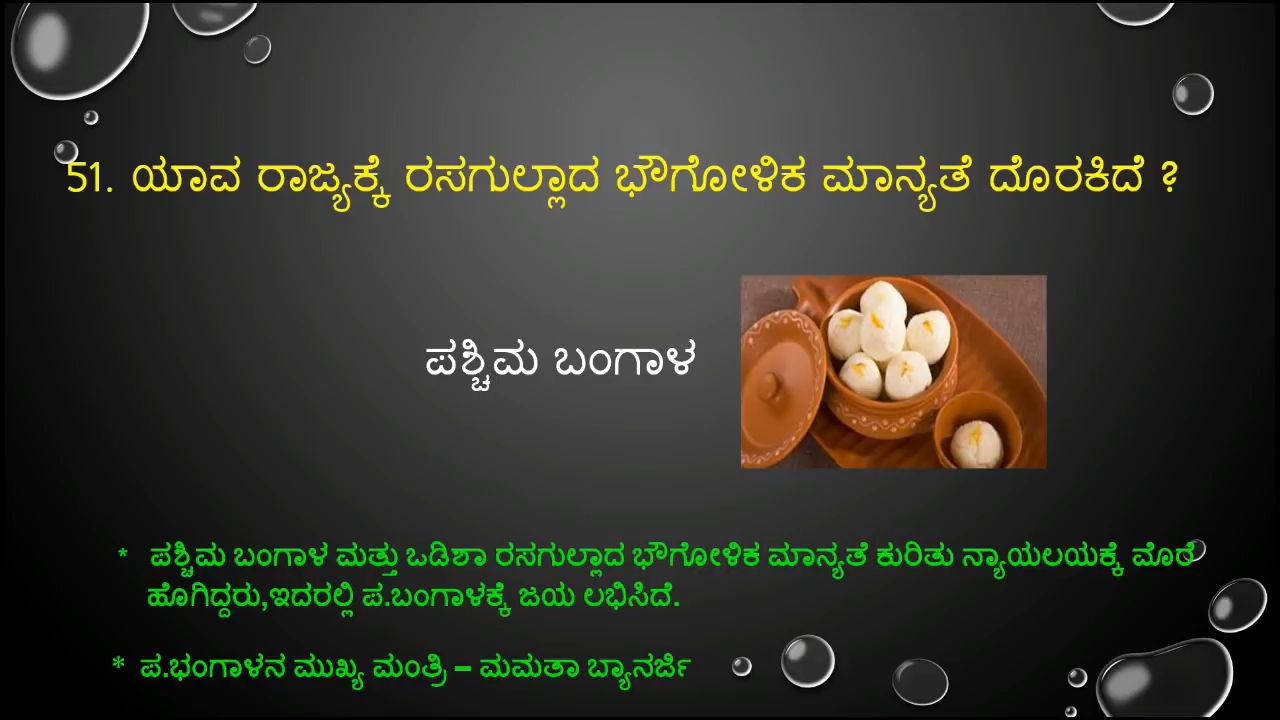 51. ಯಾವ ರಾಜ್ಯಕ್ಕೆ ರಸಗುಲ್ಲಾದ ಭೌಗೋಳಿಕ ಮಾನ್ಯತೆ ದೊರಕಿದೆ ?
ಪಶ್ಚಿಮ ಬಂಗಾಳ
* ಪಶ್ಚಿಮ ಬಂಗಾಳ ಮತ್ತು ಒಡಿಶಾ ರಸಗುಲ್ಲಾದ ಭೌಗೋಳಿಕ ಮಾನ್ಯತೆ ಕುರಿತು ನ್ಯಾಯಲಯಕ್ಕೆ ಮೊರೆ
ಹೊಗಿದ್ದರು,ಇದರಲ್ಲಿ ಪ.ಬಂಗಾಳಕ್ಕೆ ಜಯ ಲಭಿಸಿದೆ.
* ಪ.ಭಂಗಾಳನ ಮುಖ್ಯ ಮಂತ್ರಿ – ಮಮತಾ ಬ್ಯಾನರ್ಜಿ